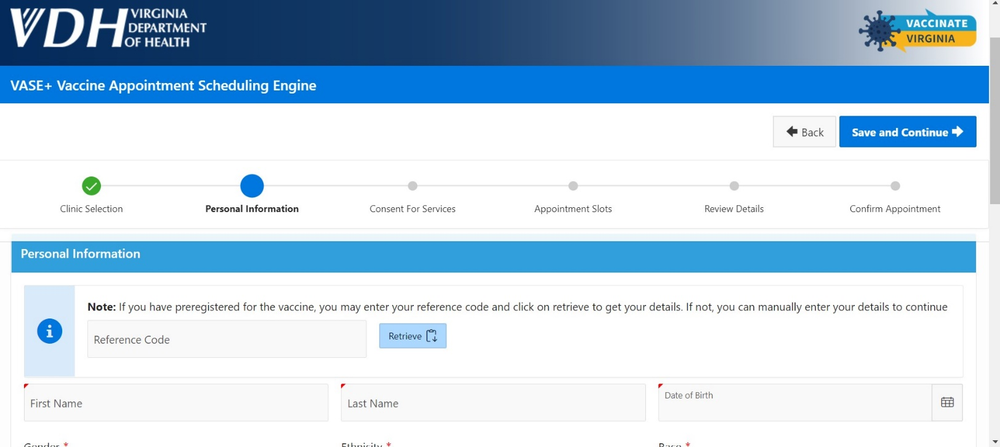 VDH VIRGINIA
DEPARTMENT
OF HEALTH
VACCINATE
VIRGINIA
VASE+ Vaccine Appointment Scheduling Engine
Back
Save and Continue
Clinic Selection
Personal Information
Consent For Services
Appointment Slots
Review Details
Confirm Appointment
Personal Information
Note: If you have preregistered for the vaccine, you may enter your reference code and click on retrieve to get your details. If not, you can manually enter your details to continue
Reference Code
Retrieve
First Name
Last Name
Date of Birth
Gender *
Ethnicity *
Race *